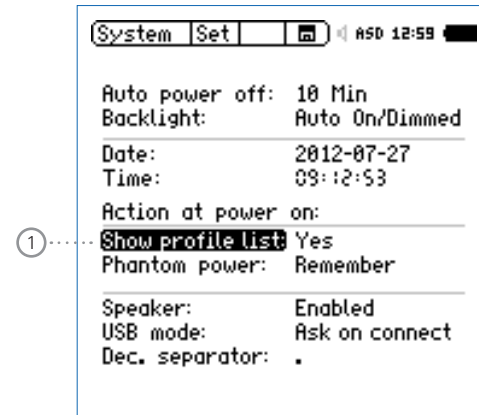 System Set ASD 12:59
Auto power off: 10 Min
Backlight: Auto On/Dimmed
Date: 2012-07-27
Time: 09:12:53
Action at power on:
1 Show profile list: Yes
Phantom power: Remember
Speaker: Enabled
USB mode: Ask on connect
Dec. separator: .